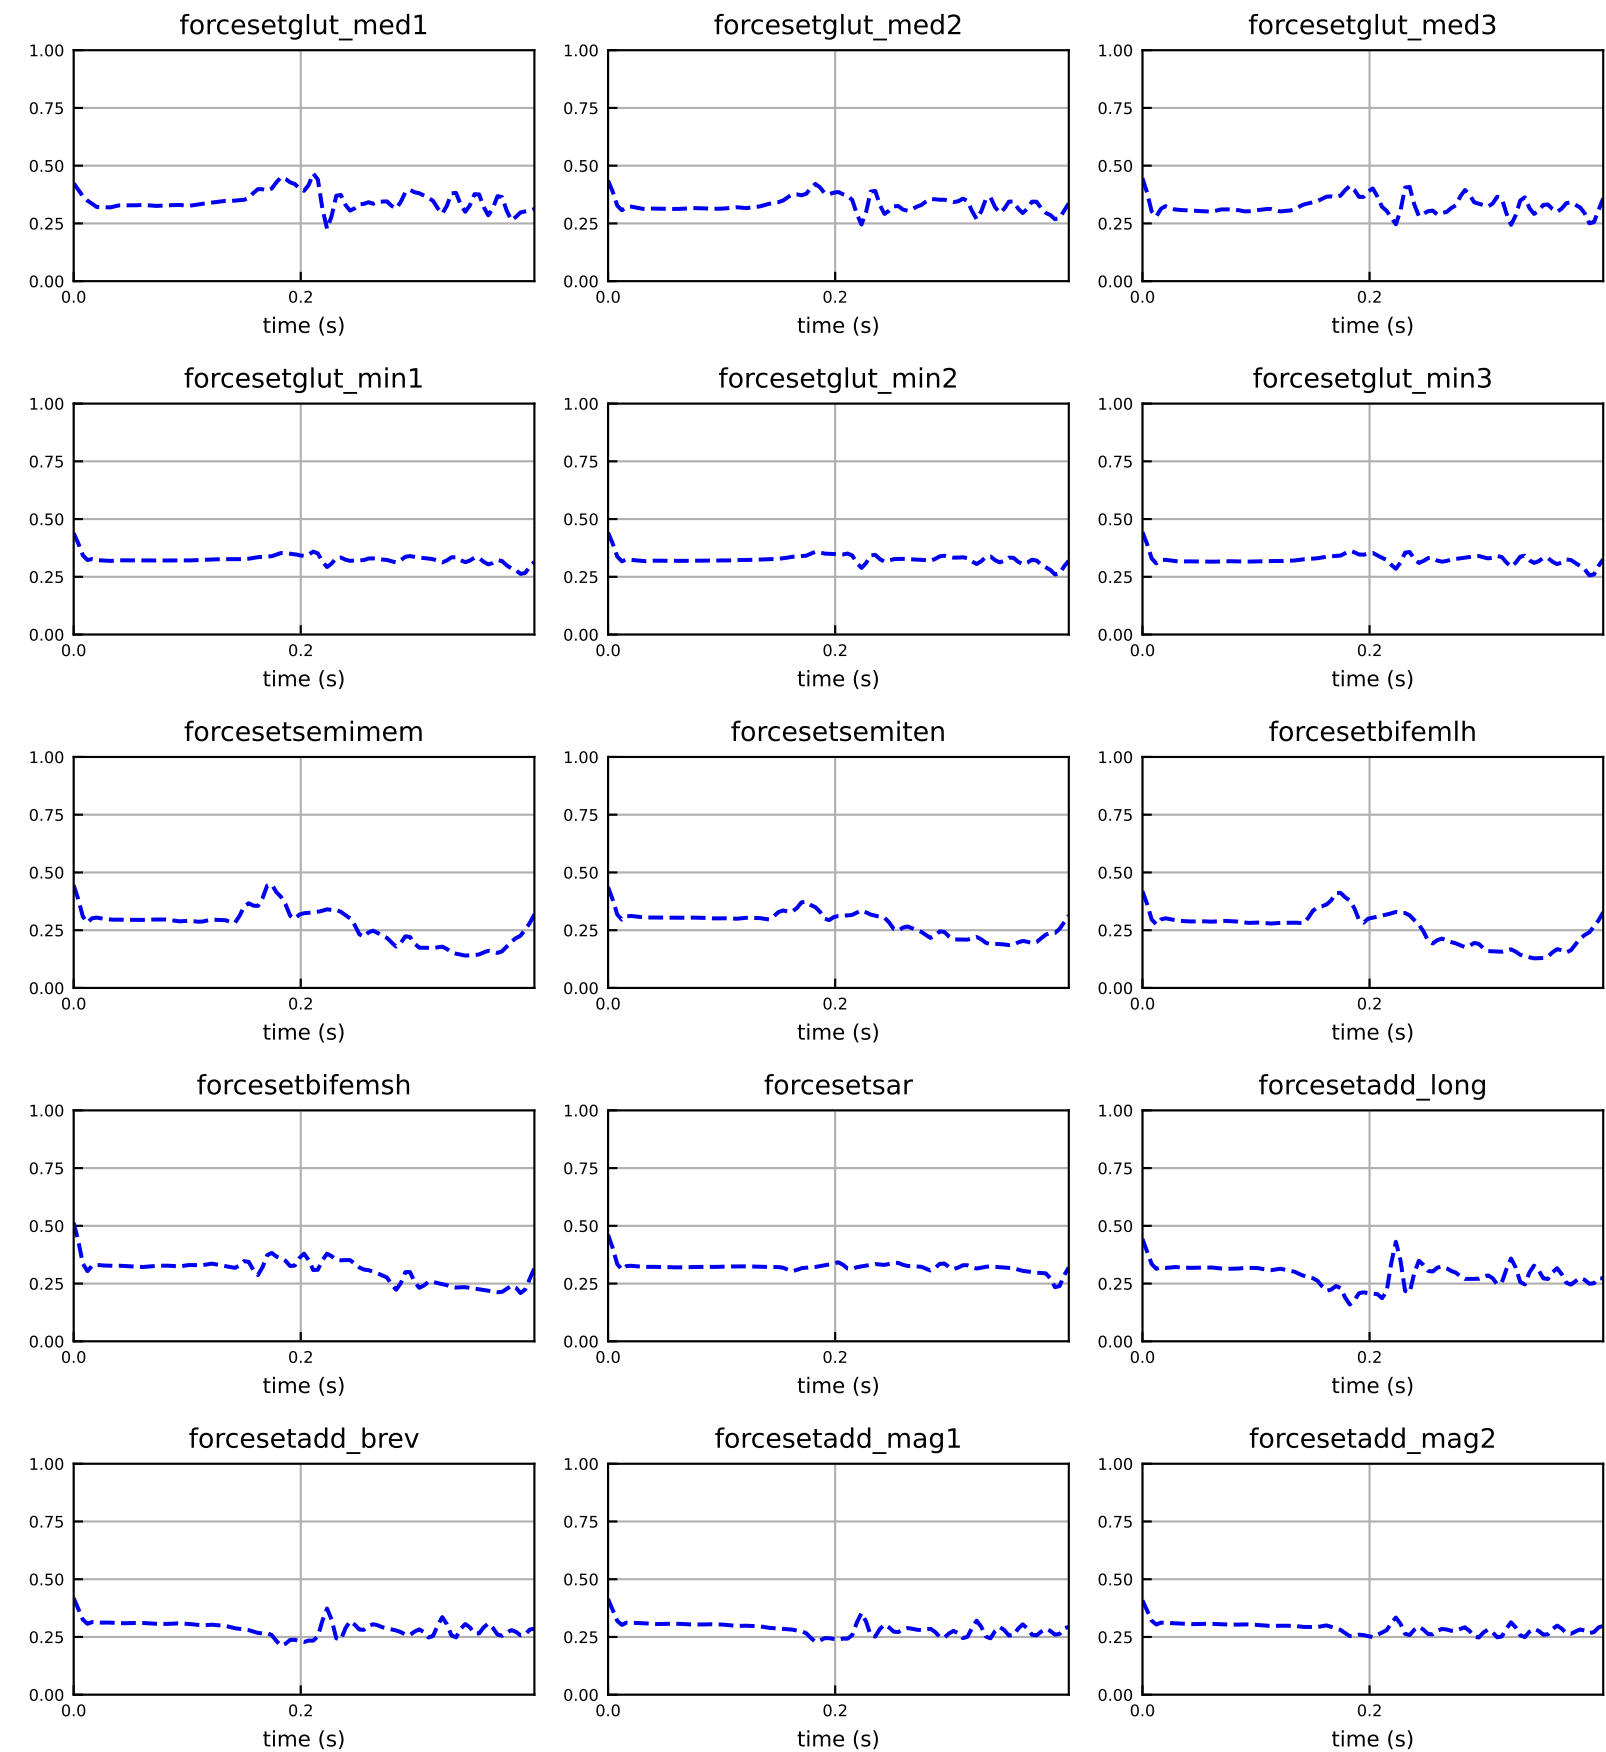 forcesetglut_med1 forcesetglut_med2 forcesetglut_med3
1.00 1.00 1.00
0.75 0.75 0.75
0.50 0.50 0.50
0.25 0.25 0.25
0.00 0.00 0.00
0.0 0.2 0.0 0.2 0.0 0.2
time (s) time (s) time (s)
forcesetglut_min1 forcesetglut_min2 forcesetglut_min3
1.00 1.00 1.00
0.75 0.75 0.75
0.50 0.50 0.50
0.25 0.25 0.25
0.00 0.00 0.00
0.0 0.2 0.0 0.2 0.0 0.2
time (s) time (s) time (s)
forcesetsemimem forcesetsemiten forcesetbifemlh
1.00 1.00 1.00
0.75 0.75 0.75
0.50 0.50 0.50
0.25 0.25 0.25
0.00 0.00 0.00
0.0 0.2 0.0 0.2 0.0 0.2
time (s) time (s) time (s)
forcesetbifemsh forcesetsar forcesetadd_long
1.00 1.00 1.00
0.75 0.75 0.75
0.50 0.50 0.50
0.25 0.25 0.25
0.00 0.00 0.00
0.0 0.2 0.0 0.2 0.0 0.2
time (s) time (s) time (s)
forcesetadd_brev forcesetadd_mag1 forcesetadd_mag2
1.00 1.00 1.00
0.75 0.75 0.75
0.50 0.50 0.50
0.25 0.25 0.25
0.00 0.00 0.00
0.0 0.2 0.0 0.2 0.0 0.2
time (s) time (s) time (s)